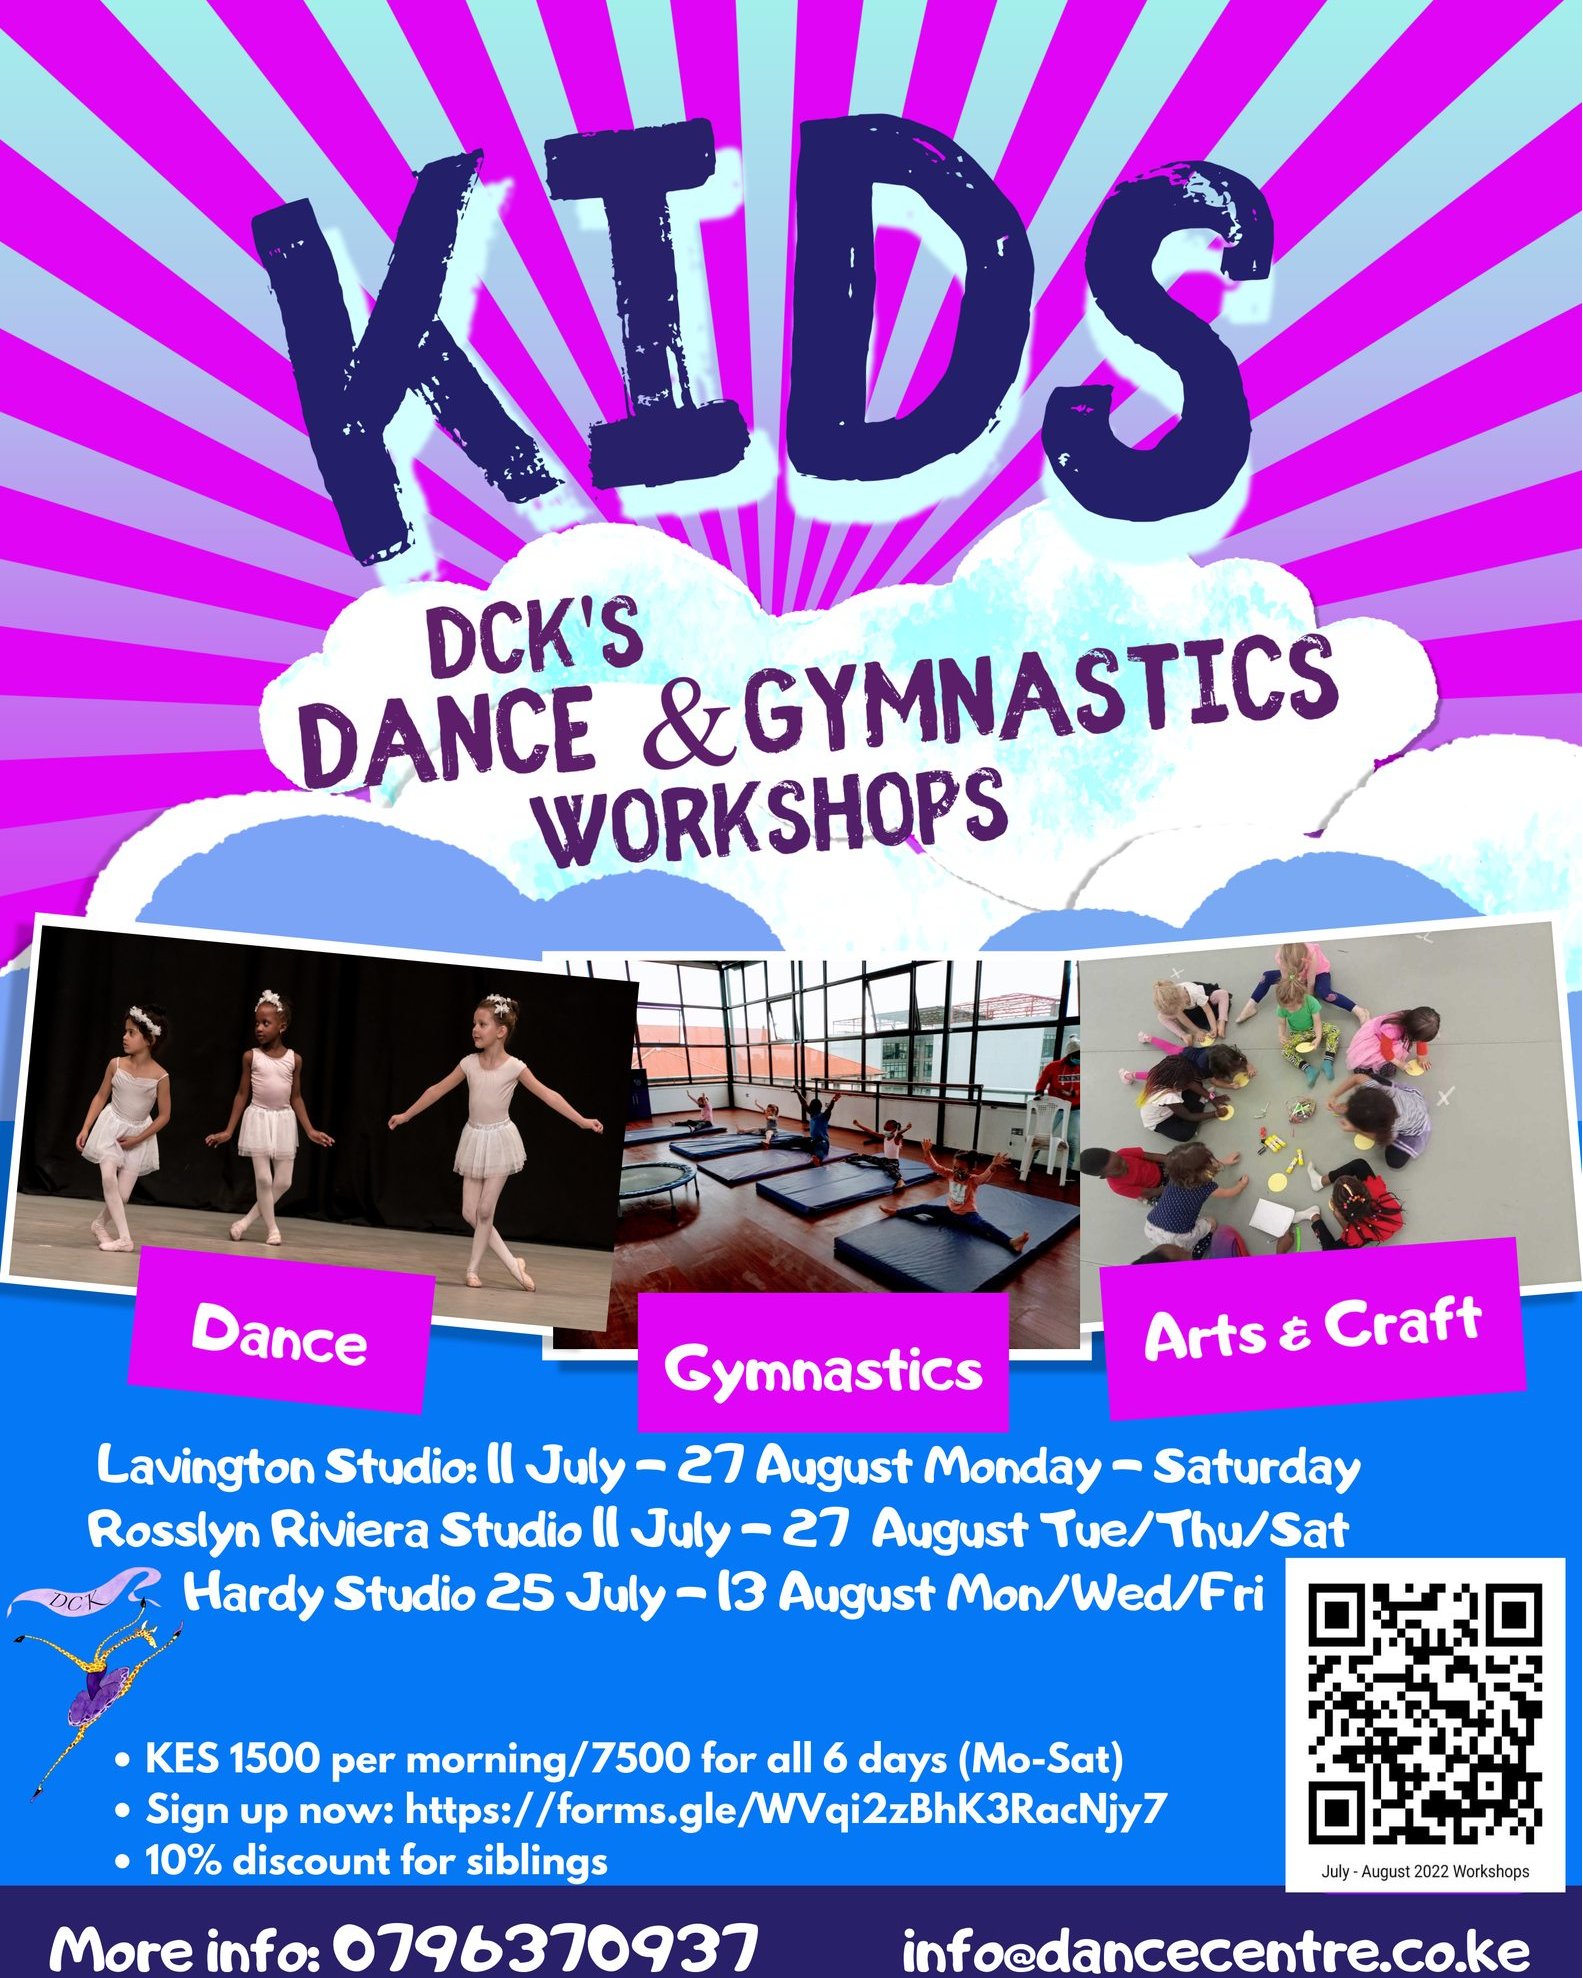 KIDS
DCK'S
DANCE & GYMNASTICS
WORKSHOPS
Dance
Gymnastics
Arts & Craft
Lavington Studio: 11 July - 27 August Monday - Saturday
Rosslyn Riviera Studio 11 July - 27 August Tue/Thu/Sat
Hardy Studio 25 July - 13 August Mon/Wed/Fri
DCK
• KES 1500 per morning/7500 for all 6 days (Mo-Sat)
• Sign up now: https://forms.gle/WVqi2zBhK3RacNjy7
• 10% discount for siblings
July - August 2022 Workshops
More info: 0796370937
info@dancecentre.co.ke